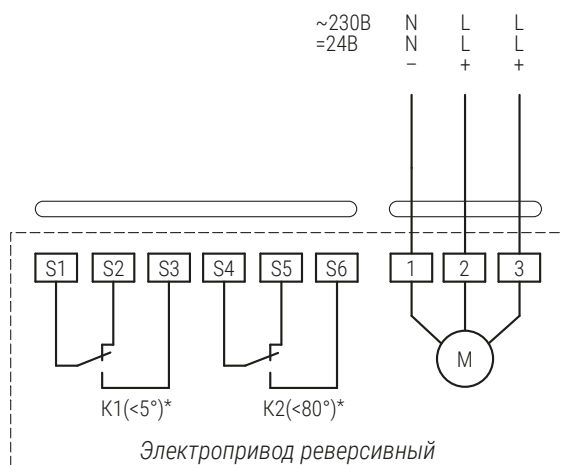 ~230В N L L
=24В N L L
– + +
S1 S2 S3 S4 S5 S6 1 2 3
M
K1(<5°)* K2(<80°)*
Электропривод реверсивный